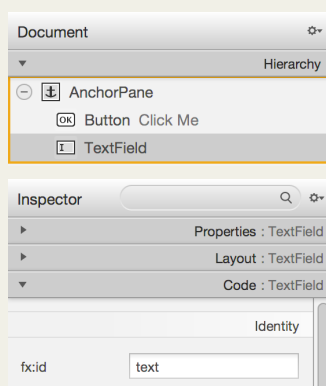 Document
Hierarchy
AnchorPane
OK Button Click Me
I TextField
Inspector
Properties : TextField
Layout : TextField
Code : TextField
Identity
fx:id text